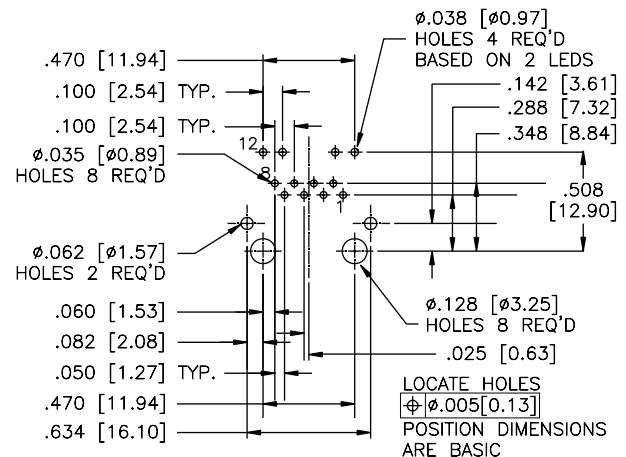 ø.038 [ø0.97]
HOLES 4 REQ'D
BASED ON 2 LEDS
.470 [11.94]
.142 [3.61]
.100 [2.54] TYP.
.288 [7.32]
.100 [2.54] TYP.
.348 [8.84]
12
ø.035 [ø0.89]
HOLES 8 REQ'D
8
1
.508
[12.90]
ø.062 [ø1.57]
HOLES 2 REQ'D
ø.128 [ø3.25]
HOLES 8 REQ'D
.060 [1.53]
.082 [2.08]
.025 [0.63]
.050 [1.27] TYP.
LOCATE HOLES
.470 [11.94]
⌖ ø.005[0.13]
.634 [16.10]
POSITION DIMENSIONS
ARE BASIC